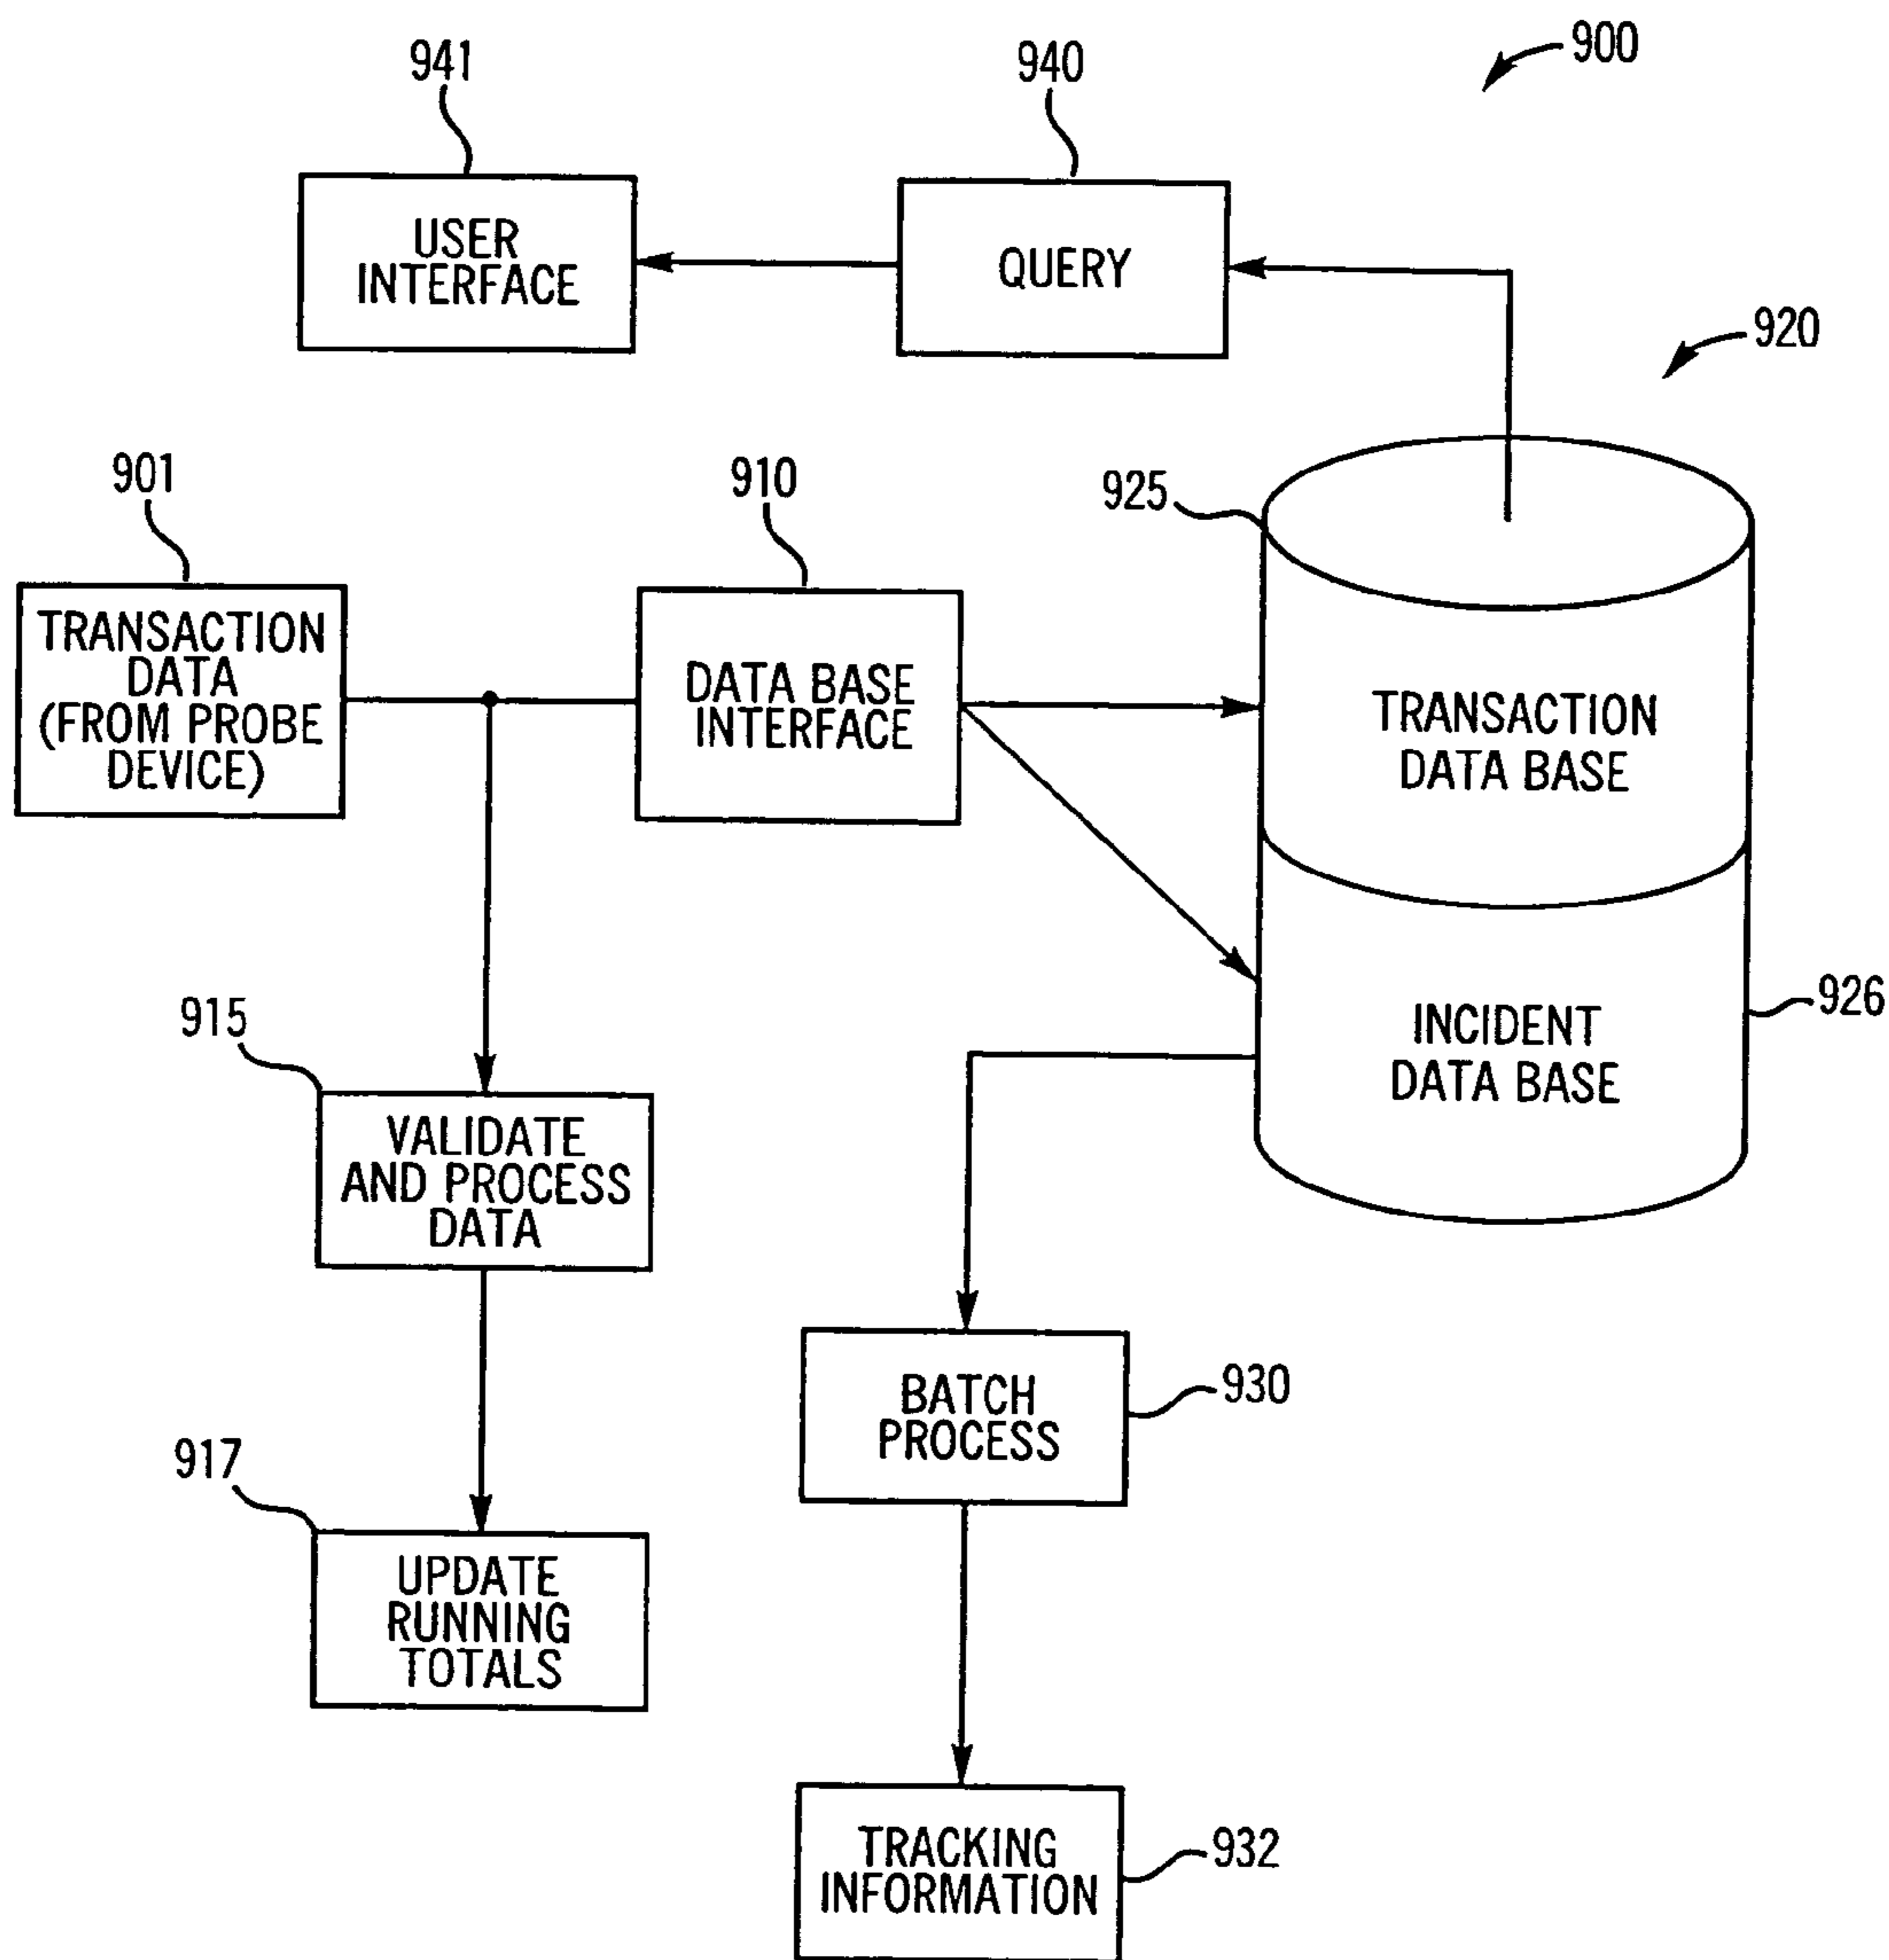 900
941
940
USER
INTERFACE
QUERY
920
901
910
925
TRANSACTION
DATA
(FROM PROBE
DEVICE)
DATA BASE
INTERFACE
TRANSACTION
DATA BASE
915
926
INCIDENT
DATA BASE
VALIDATE
AND PROCESS
DATA
BATCH
PROCESS
930
917
UPDATE
RUNNING
TOTALS
TRACKING
INFORMATION
932